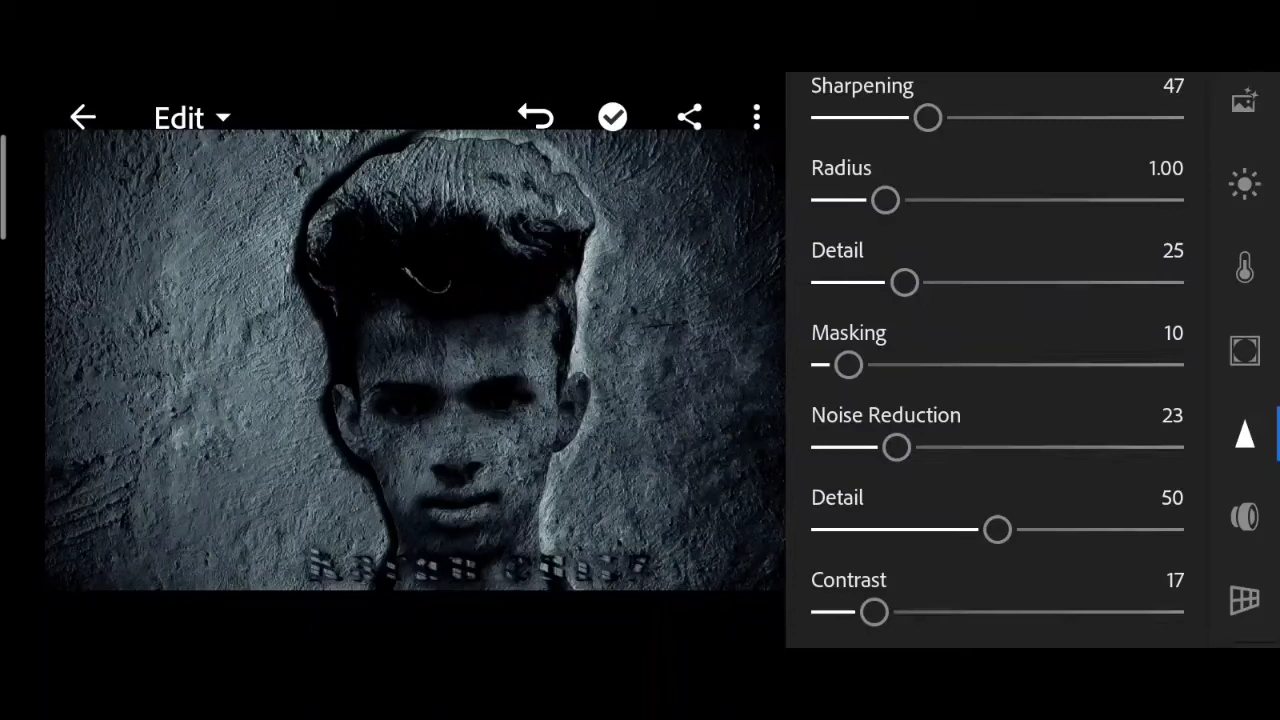 Edit
Sharpening 47
Radius 1.00
Detail 25
Masking 10
Noise Reduction 23
Detail 50
Contrast 17